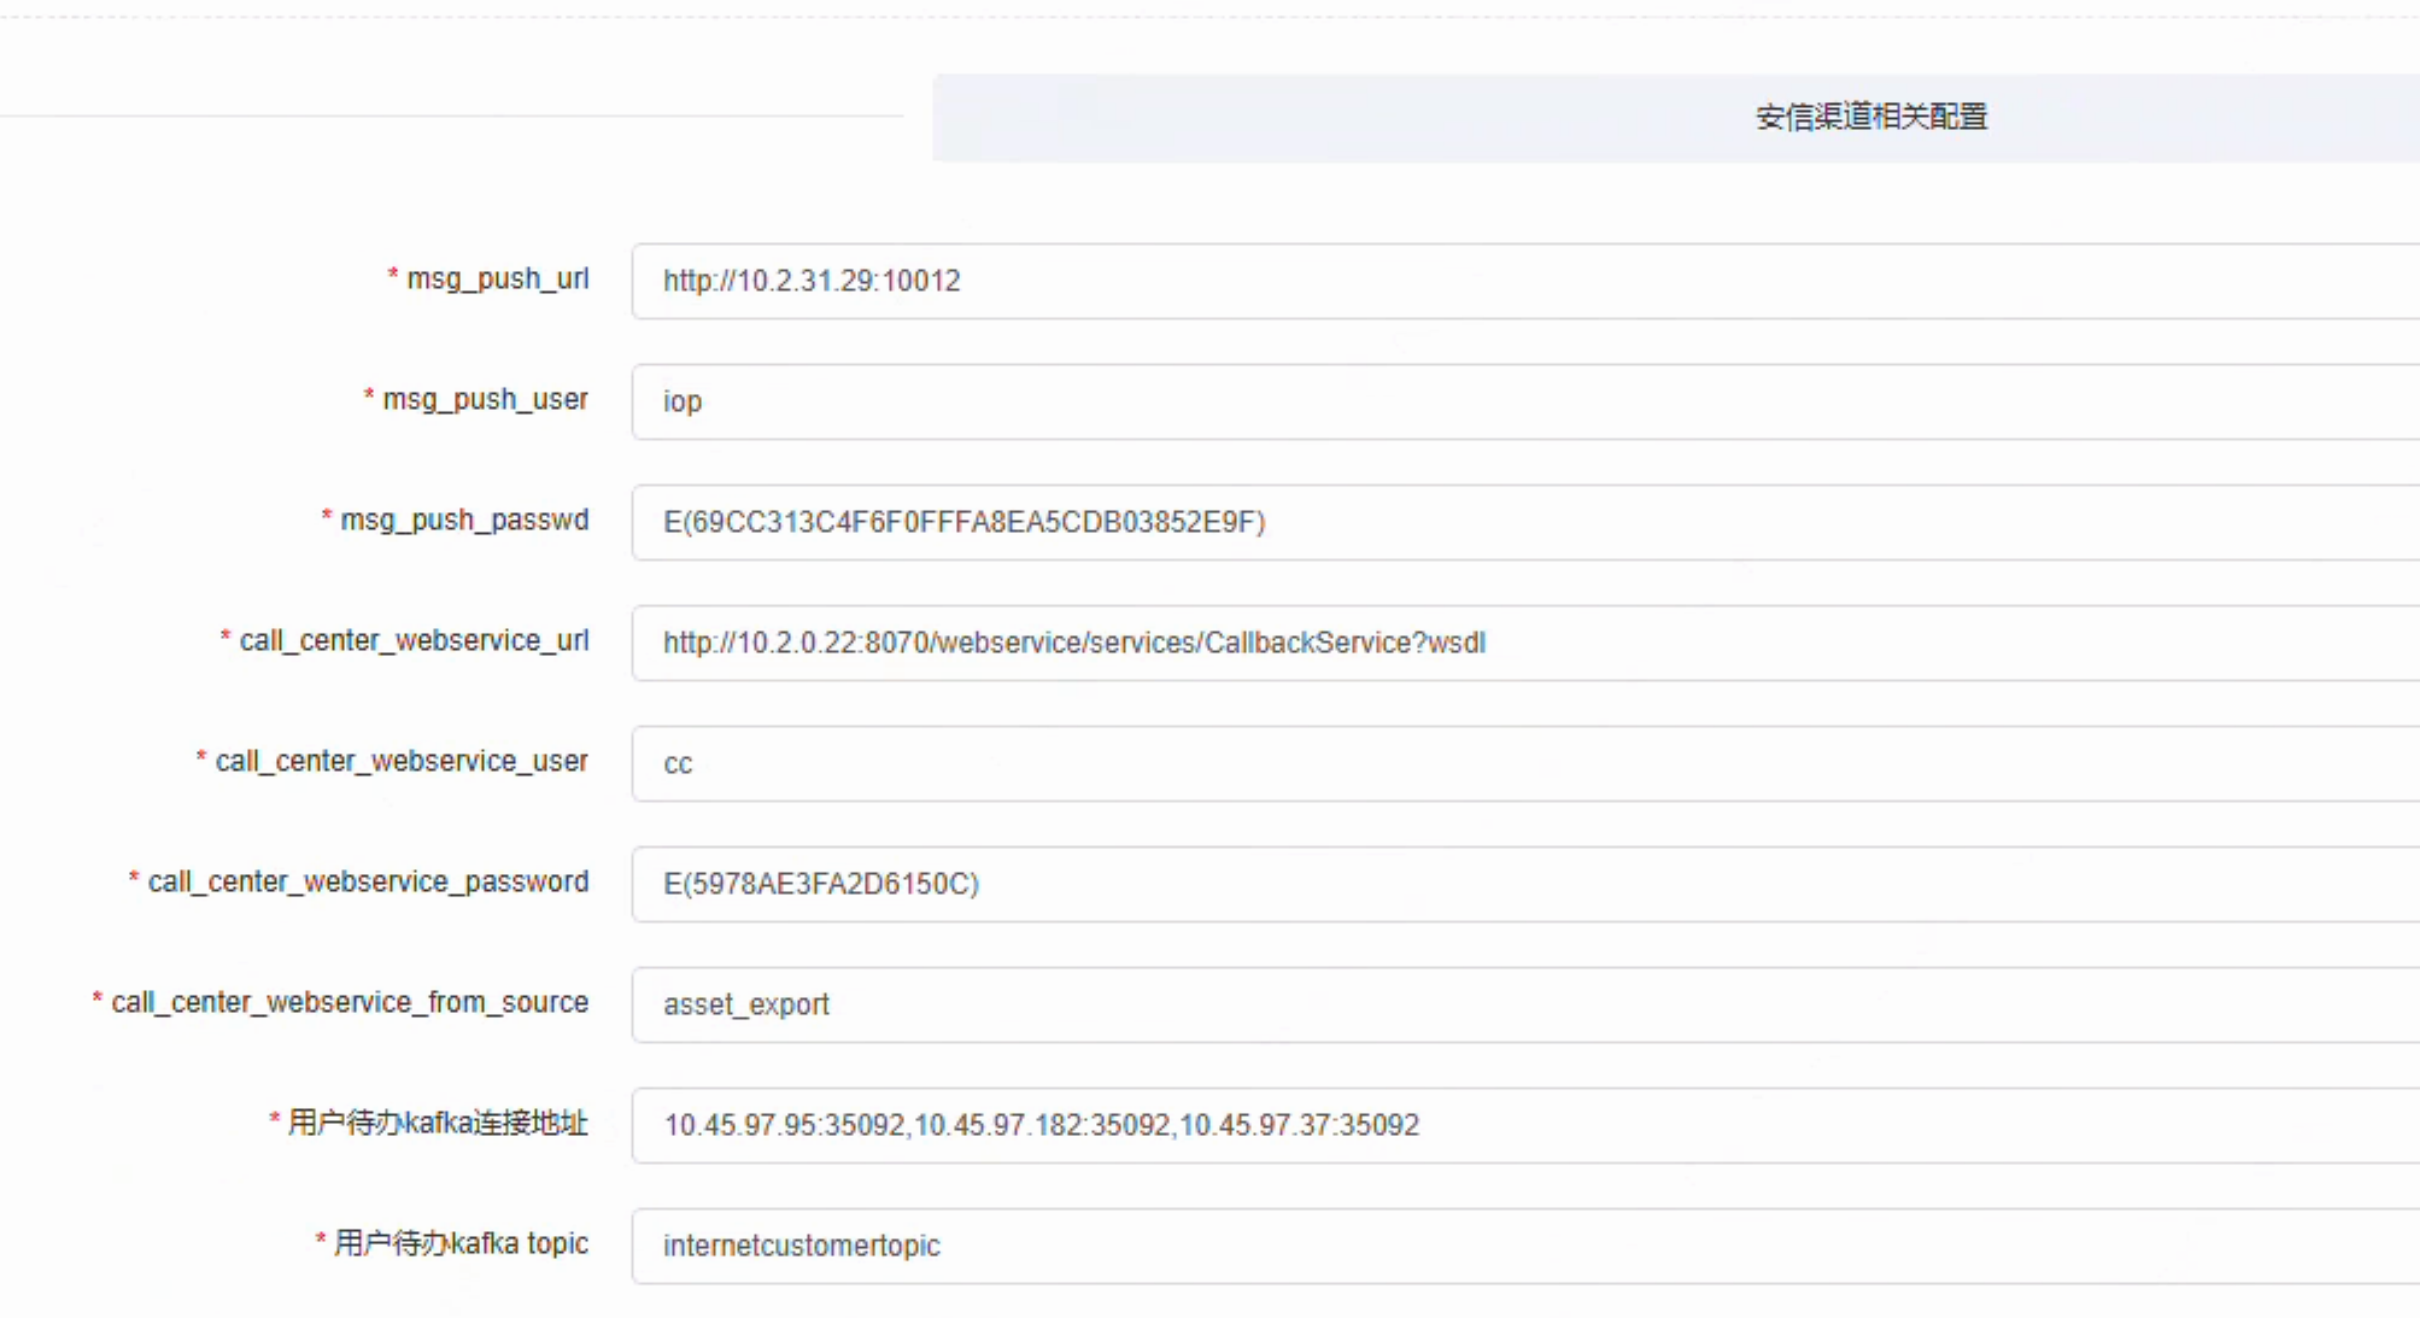 安信渠道相关配置
* msg_push_url http://10.2.31.29:10012
* msg_push_user iop
* msg_push_passwd E(69CC313C4F6F0FFFA8EA5CDB03852E9F)
* call_center_webservice_url http://10.2.0.22:8070/webservice/services/CallbackService?wsdl
* call_center_webservice_user cc
* call_center_webservice_password E(5978AE3FA2D6150C)
* call_center_webservice_from_source asset_export
* 用户待办kafka连接地址 10.45.97.95:35092,10.45.97.182:35092,10.45.97.37:35092
* 用户待办kafka topic internetcustomertopic